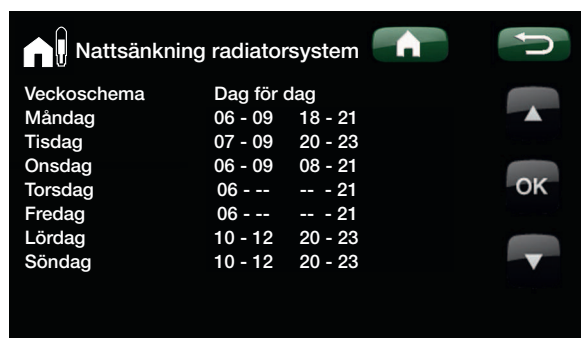 Nattsänkning radiatorsystem
Veckoschema Dag för dag
Måndag 06 - 09 18 - 21
Tisdag 07 - 09 20 - 23
Onsdag 06 - 09 08 - 21
Torsdag 06 - -- -- - 21
Fredag 06 - -- -- - 21
Lördag 10 - 12 20 - 23
Söndag 10 - 12 20 - 23
OK